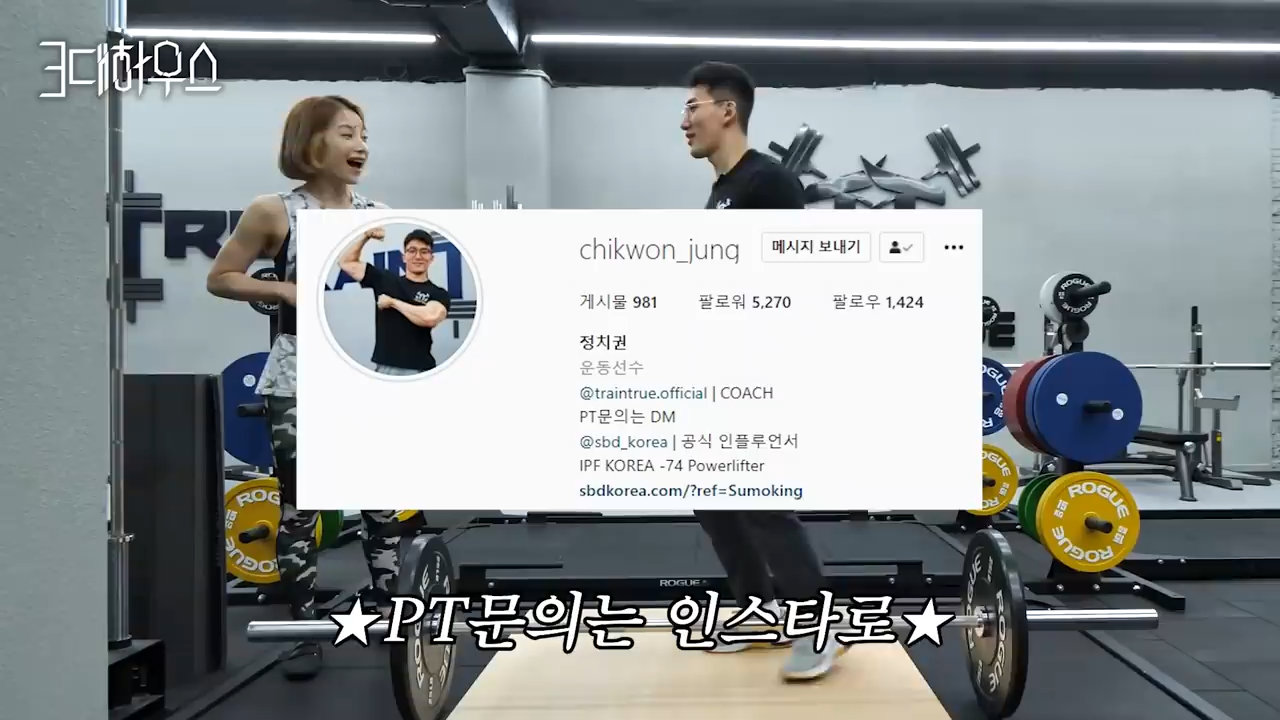 3대하우스
chikwon_jung
메시지 보내기
게시물 981 팔로워 5,270 팔로우 1,424
정치권
운동선수
@traintrue.official | COACH
PT문의는 DM
@sbd_korea | 공식 인플루언서
IPF KOREA -74 Powerlifter
sbdkorea.com/?ref=Sumoking
ROGUE
ROGUE
ROGUE
ROGUE
ROGUE
ROGUE
ROGUE
★PT문의는 인스타로★